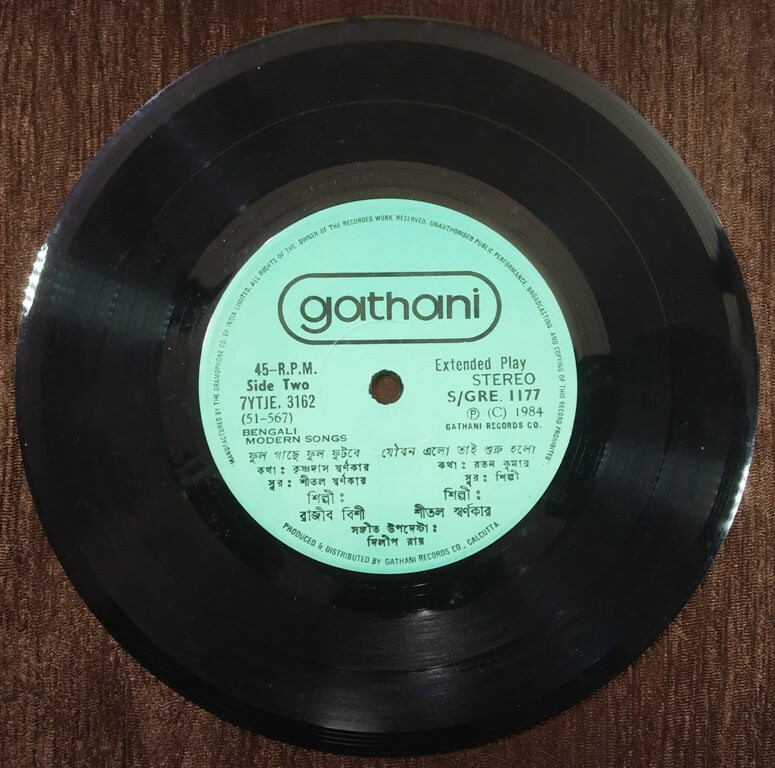 MANUFACTURED BY THE GRAMOPHONE CO. OF INDIA LIMITED. ALL RIGHTS OF THE OWNER OF THE RECORDED WORK RESERVED. UNAUTHORISED PUBLIC PERFORMANCE, BROADCASTING AND COPYING OF THIS RECORD PROHIBITED
gathani
45-R.P.M.
Side Two
7YTJE. 3162
(51-567)
BENGALI
MODERN SONGS
Extended Play
STEREO
S/GRE. 1177
Ⓟ (C) 1984
GATHANI RECORDS CO.
ফুল গাছে ফুল ফুটবে
কথা : কৃষ্ণদাস স্বর্ণকার
সুর : শীতল স্বর্ণকার
শিল্পী :
রাজীব বিশী
যৌবন এলো তাই শুরু হলো
কথা : রতন কুমার
সুর : শিল্পী
শিল্পী :
শীতল স্বর্ণকার
সঙ্গীত উপদেষ্টা :
দিলীপ রায়
PRODUCED & DISTRIBUTED BY GATHANI RECORDS CO., CALCUTTA